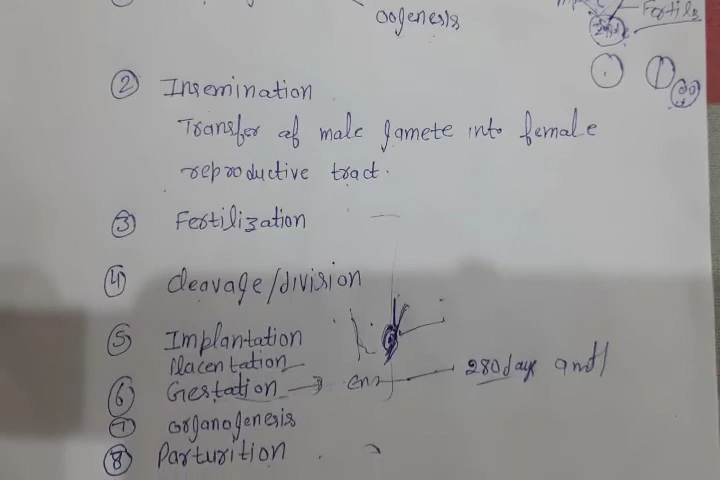 oogenesis
Fertiliz
② Insemination
Transfer of male gamete into female
reproductive tract.
③ Fertilization
④ cleavage/division
⑤ Implantation
Placentation
⑥ Gestation → 280 days
⑦ organogenesis
⑧ Parturition